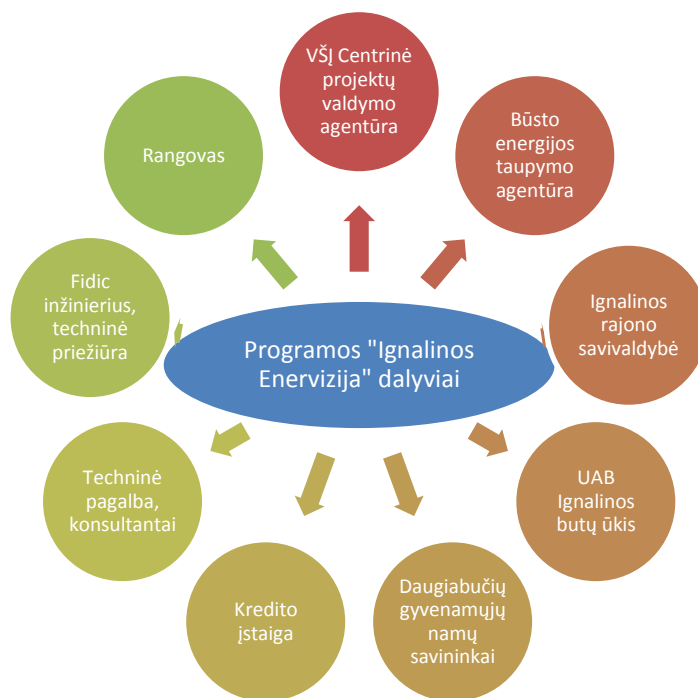 VŠĮ Centrinė
projektų
valdymo
agentūra
Būsto
energijos
taupymo
agentūra
Ignalinos
rajono
savivaldybė
UAB
Ignalinos
butų ūkis
Daugiabučių
gyvenamųjų
namų
savininkai
Kredito
įstaiga
Techninė
pagalba,
konsultantai
Fidic
inžinierius,
techninė
priežiūra
Rangovas
Programos "Ignalinos
Enervizija" dalyviai